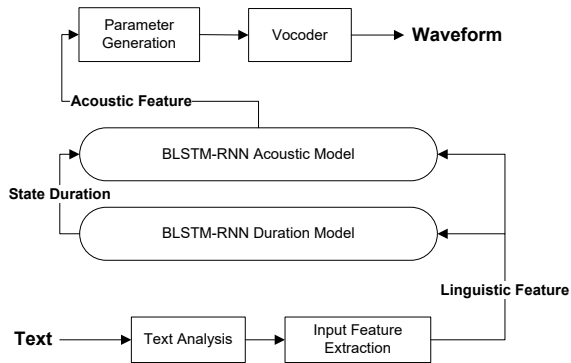 Parameter
Generation
Vocoder
Waveform
Acoustic Feature
BLSTM-RNN Acoustic Model
State Duration
BLSTM-RNN Duration Model
Linguistic Feature
Text
Text Analysis
Input Feature
Extraction